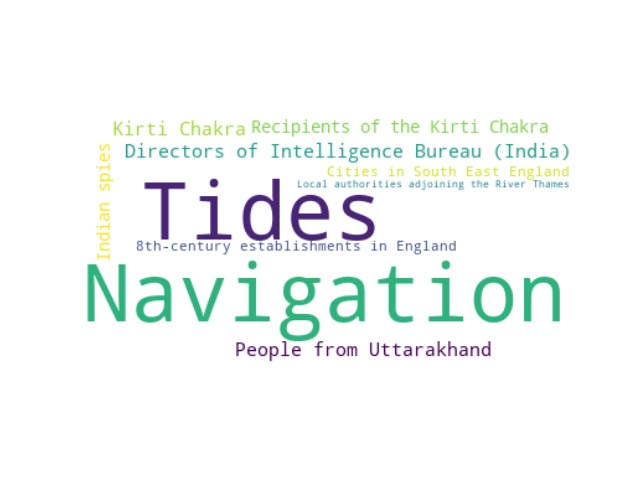 Kirti Chakra
Recipients of the Kirti Chakra
Directors of Intelligence Bureau (India)
Indian spies
Cities in South East England
Local authorities adjoining the River Thames
Tides
8th-century establishments in England
Navigation
People from Uttarakhand